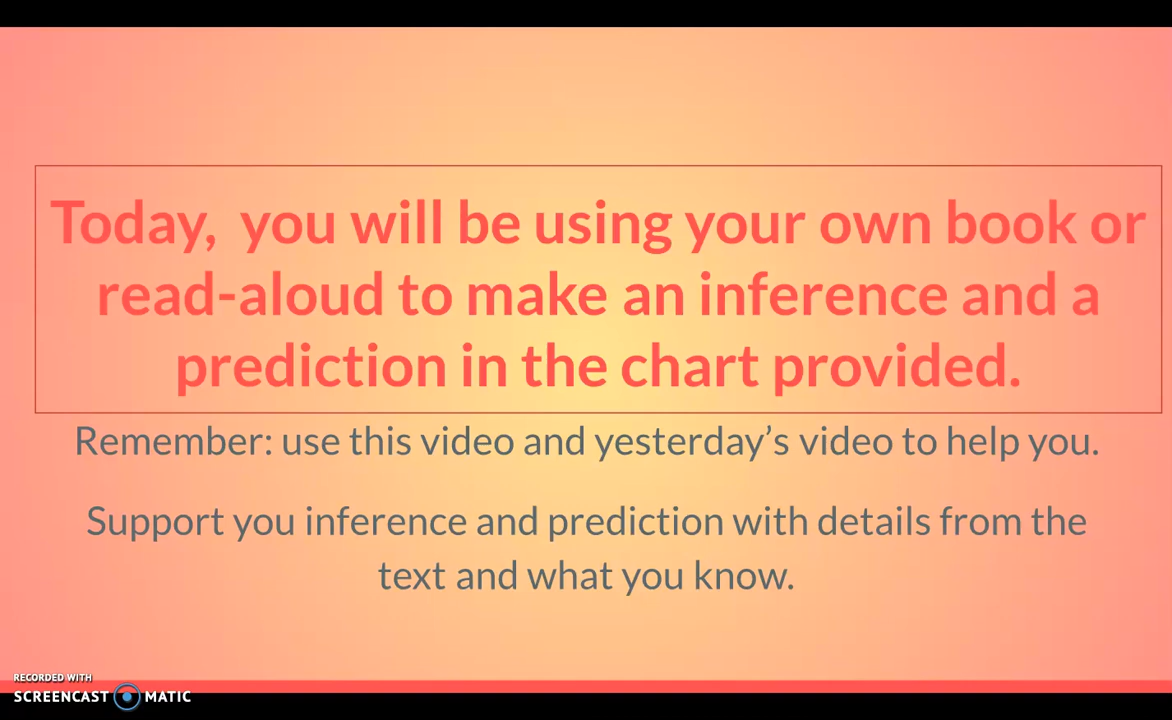 Today, you will be using your own book or
read-aloud to make an inference and a
prediction in the chart provided.
Remember: use this video and yesterday’s video to help you.
Support you inference and prediction with details from the
text and what you know.
RECORDED WITH
SCREENCAST MATIC